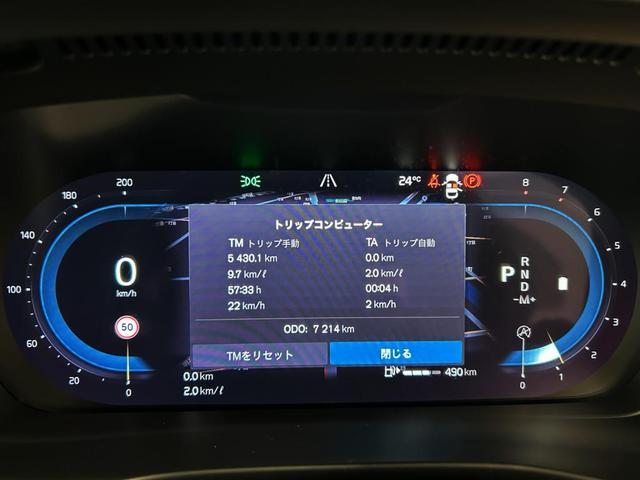 24°C
180
200
8
7
140
6
5
100
4
60
3
2
20
1
0
0
0
km/h
50
P
R
N
D
-M+
トリップコンピューター
TM トリップ手動
TA トリップ自動
5 430.1 km
0.0 km
9.7 km/ℓ
2.0 km/ℓ
57:33 h
00:04 h
22 km/h
2 km/h
ODO: 7 214 km
TMをリセット
閉じる
0.0 km
2.0 km/ℓ
490 km